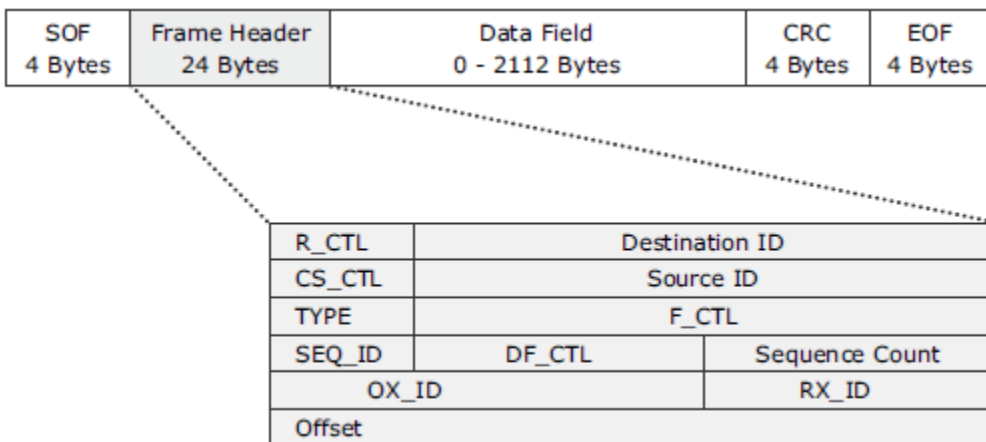 SOF Frame Header Data Field CRC EOF
4 Bytes 24 Bytes 0 - 2112 Bytes 4 Bytes 4 Bytes
R_CTL Destination ID
CS_CTL Source ID
TYPE F_CTL
SEQ_ID DF_CTL Sequence Count
OX_ID RX_ID
Offset